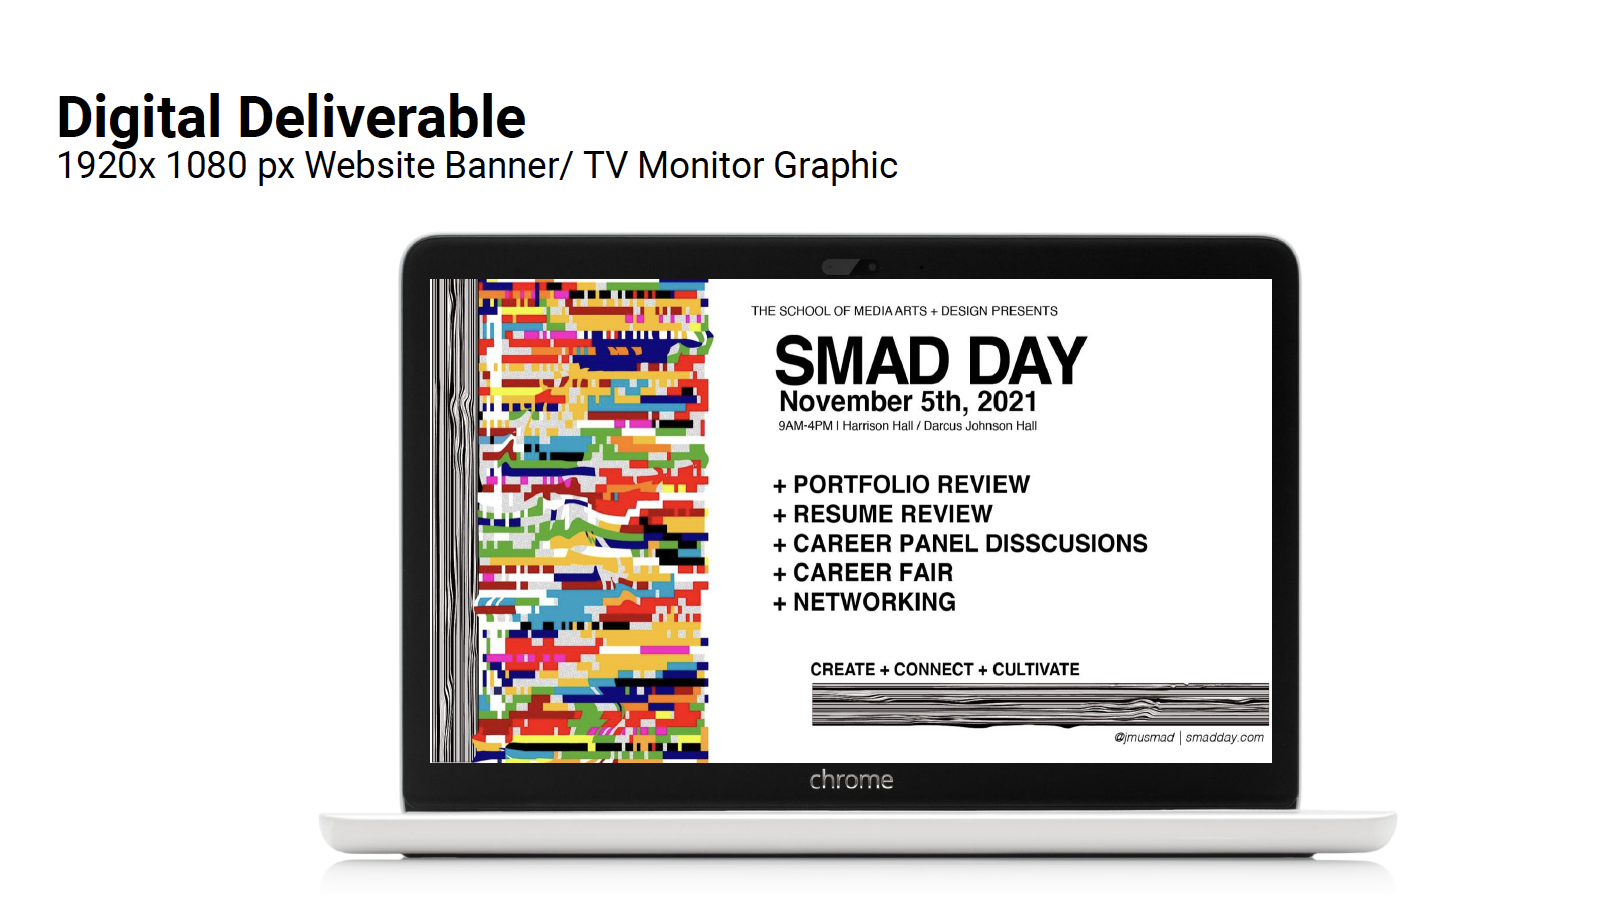 Digital Deliverable
1920x 1080 px Website Banner/ TV Monitor Graphic
THE SCHOOL OF MEDIA ARTS + DESIGN PRESENTS
SMAD DAY
November 5th, 2021
9AM-4PM | Harrison Hall / Darcus Johnson Hall
+ PORTFOLIO REVIEW
+ RESUME REVIEW
+ CAREER PANEL DISSCUSIONS
+ CAREER FAIR
+ NETWORKING
CREATE + CONNECT + CULTIVATE
@jmusmad | smadday.com
chrome